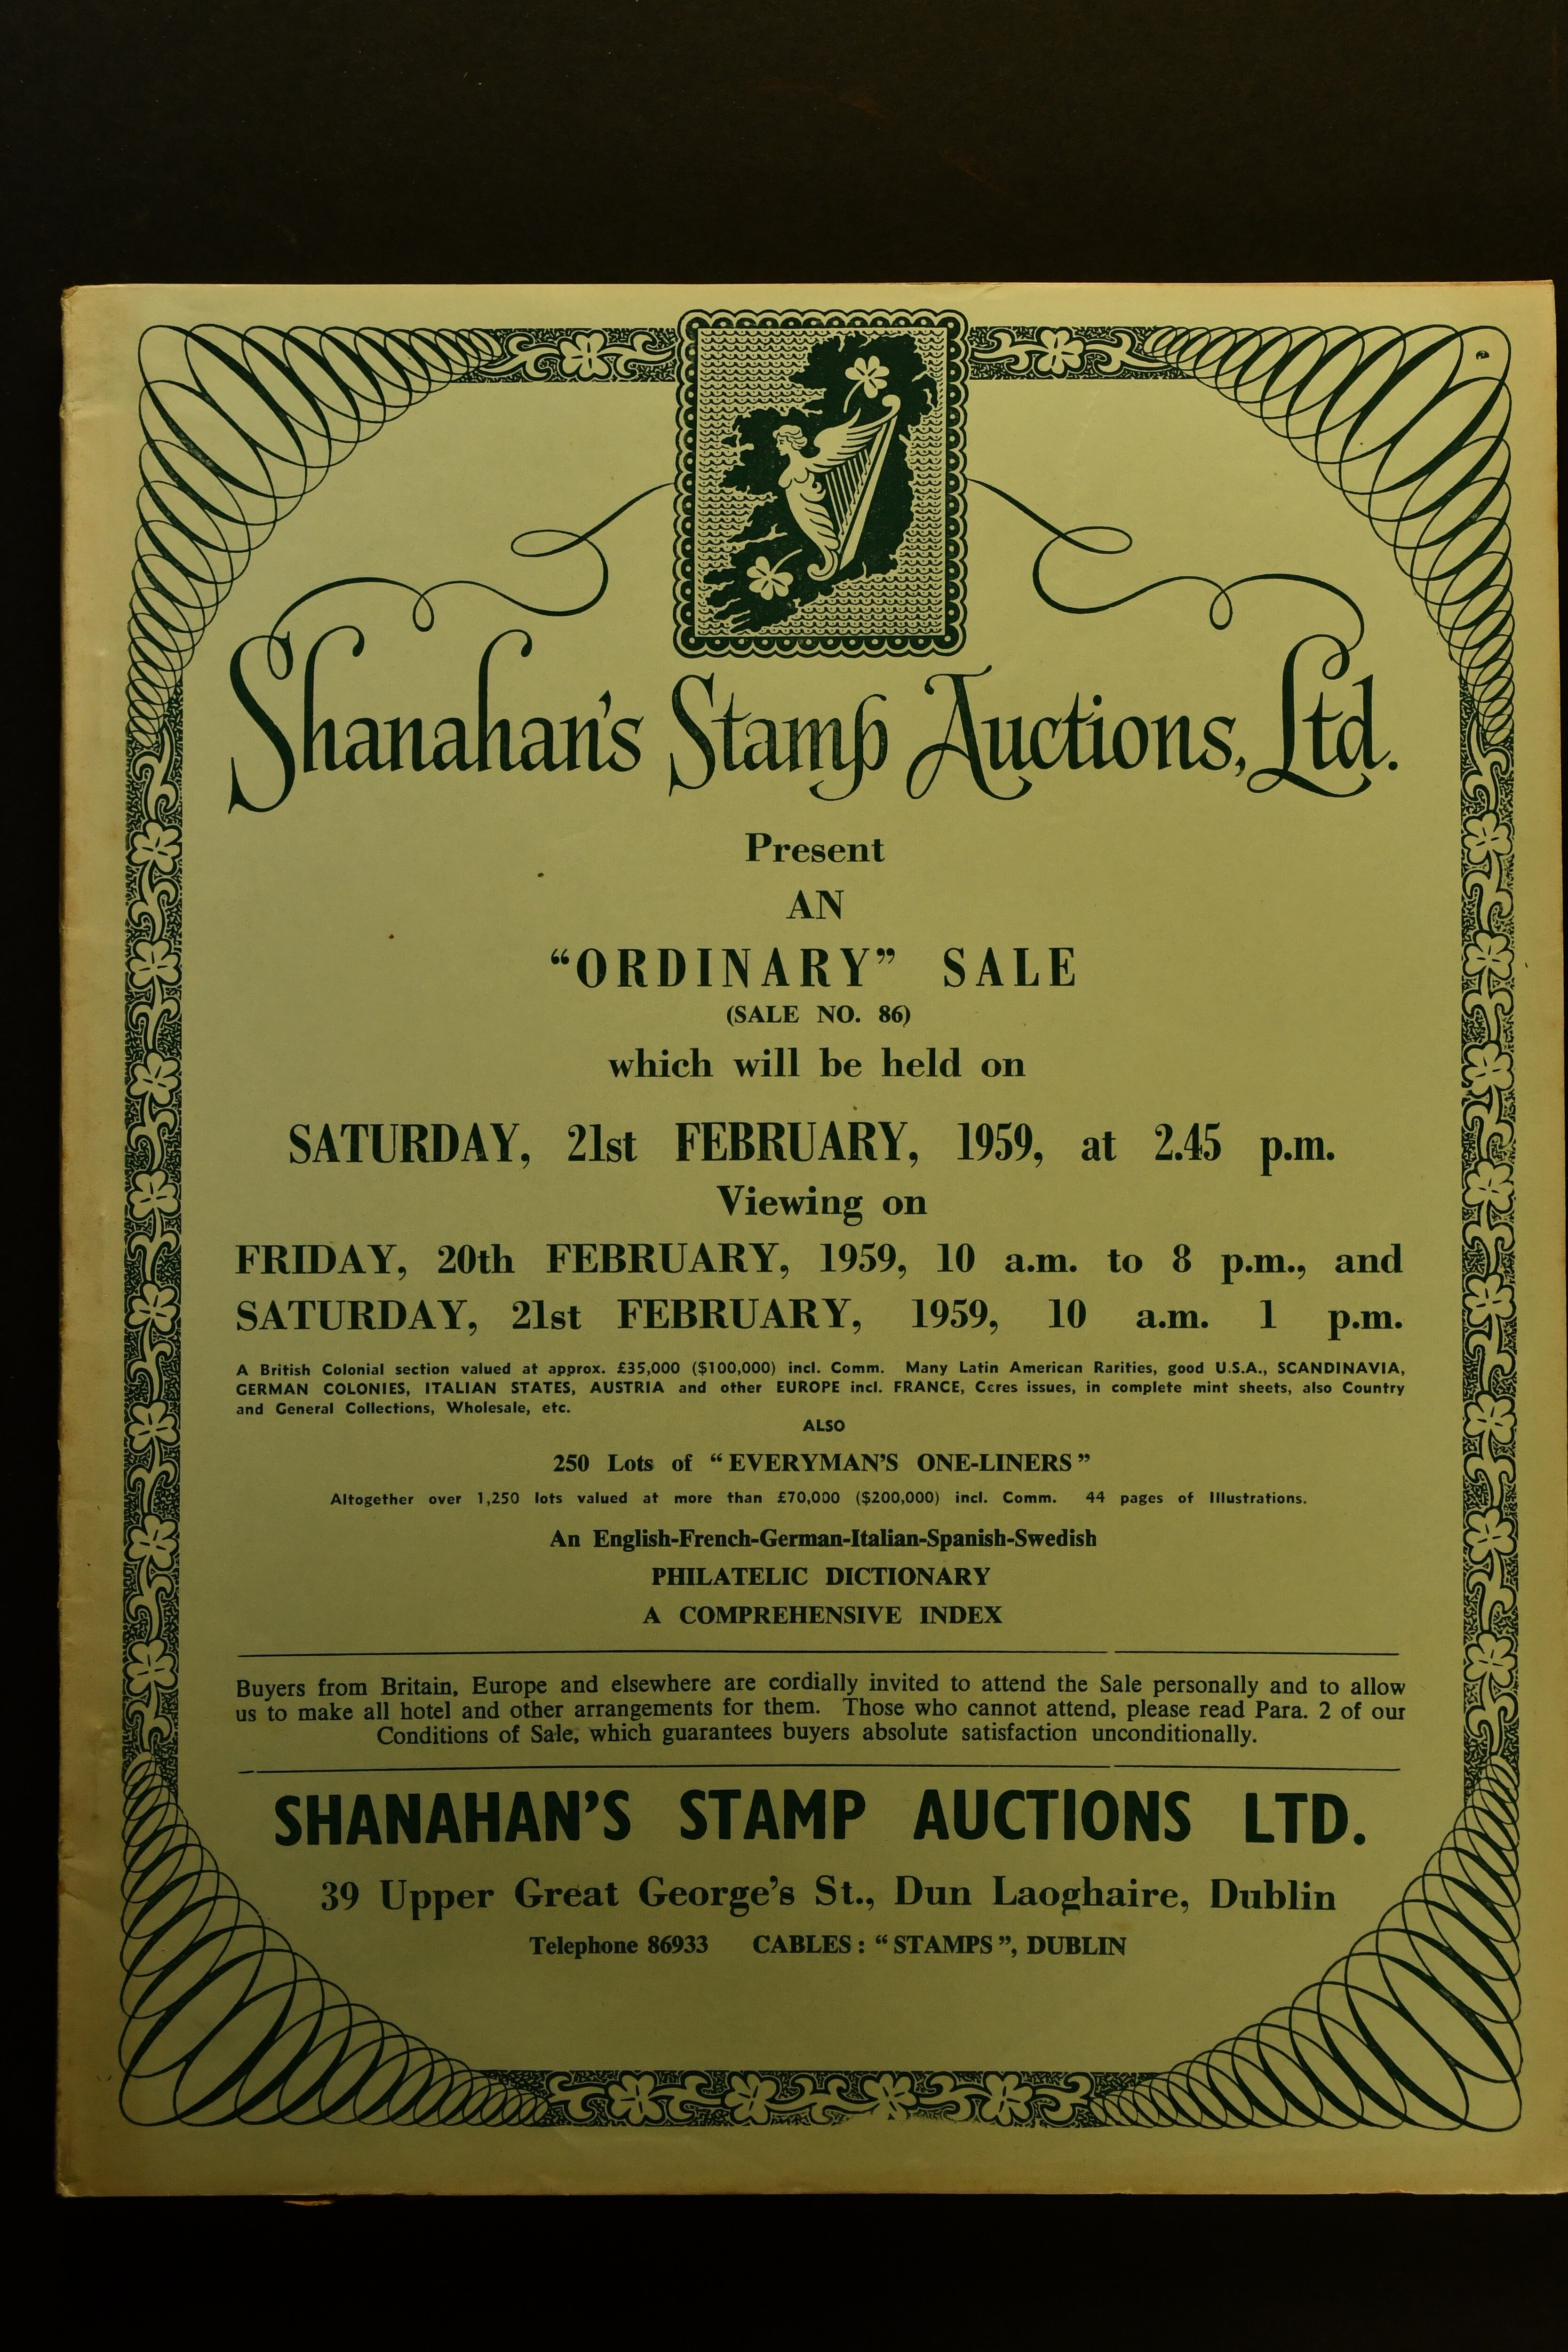 Shanahan's Stamp Auctions, Ltd.
Present
AN
“ORDINARY” SALE
(SALE NO. 86)
which will be held on
SATURDAY, 21st FEBRUARY, 1959, at 2.45 p.m.
Viewing on
FRIDAY, 20th FEBRUARY, 1959, 10 a.m. to 8 p.m., and
SATURDAY, 21st FEBRUARY, 1959, 10 a.m. 1 p.m.
A British Colonial section valued at approx. £35,000 ($100,000) incl. Comm. Many Latin American Rarities, good U.S.A., SCANDINAVIA,
GERMAN COLONIES, ITALIAN STATES, AUSTRIA and other EUROPE incl. FRANCE, Ceres issues, in complete mint sheets, also Country
and General Collections, Wholesale, etc.
ALSO
250 Lots of “EVERYMAN'S ONE-LINERS”
Altogether over 1,250 lots valued at more than £70,000 ($200,000) incl. Comm. 44 pages of Illustrations.
An English-French-German-Italian-Spanish-Swedish
PHILATELIC DICTIONARY
A COMPREHENSIVE INDEX
Buyers from Britain, Europe and elsewhere are cordially invited to attend the Sale personally and to allow
us to make all hotel and other arrangements for them. Those who cannot attend, please read Para. 2 of our
Conditions of Sale, which guarantees buyers absolute satisfaction unconditionally.
SHANAHAN'S STAMP AUCTIONS LTD.
39 Upper Great George's St., Dun Laoghaire, Dublin
Telephone 86933 CABLES : “STAMPS”, DUBLIN